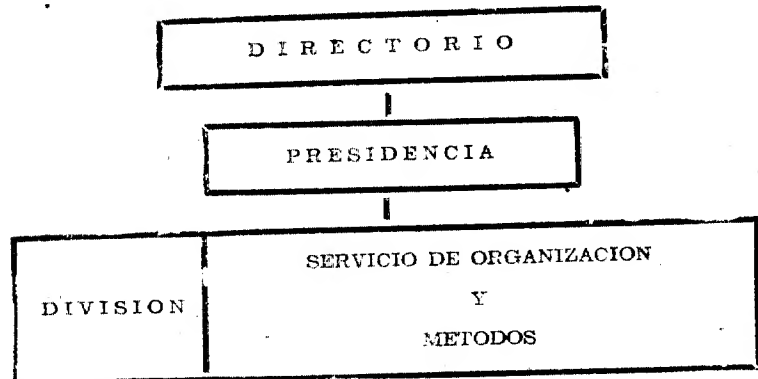 DIRECTORIO
PRESIDENCIA
DIVISION
SERVICIO DE ORGANIZACION
Y
METODOS